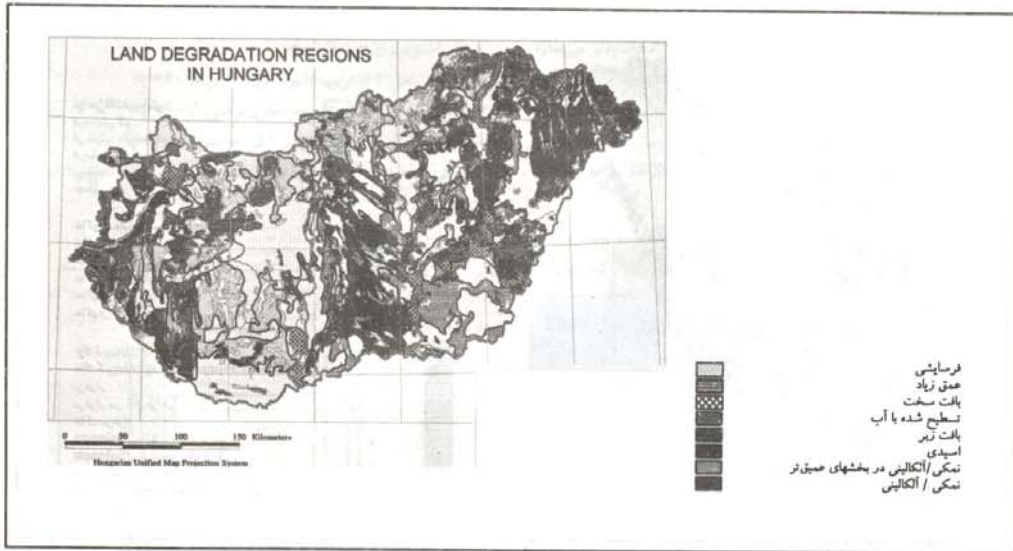 LAND DEGRADATION REGIONS
IN HUNGARY
0 50 100 150 Kilometers
Hungarian Unified Map Projection System
فرسایشی
عمق زیاد
بافت سخت
تسطیح شده با آب
بافت زبر
اسیدی
نمکی/آلکالینی در بخشهای عمیق‌تر
نمکی / آلکالینی